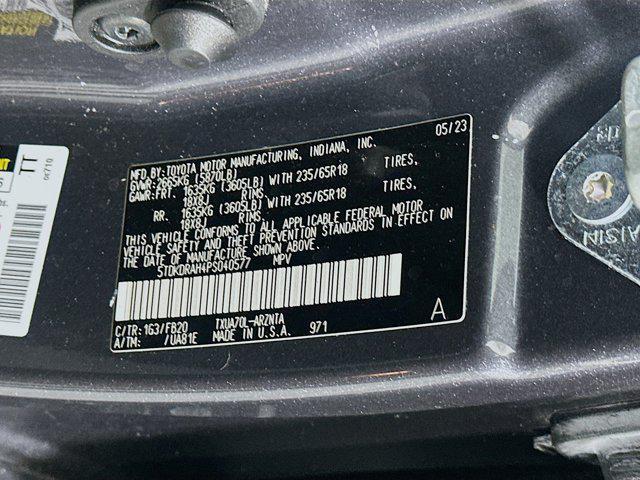 05/23
MFD. BY: TOYOTA MOTOR MANUFACTURING, INDIANA, INC.
GVWR: 2665KG (5870LB)
GAWR: FRT. 1635KG (3605LB) WITH 235/65R18 TIRES,
18X8J RIMS.
RR. 1635KG (3605LB) WITH 235/65R18 TIRES,
18X8J RIMS.
THIS VEHICLE CONFORMS TO ALL APPLICABLE FEDERAL MOTOR
VEHICLE SAFETY AND THEFT PREVENTION STANDARDS IN EFFECT ON
THE DATE OF MANUFACTURE SHOWN ABOVE.
5TDKDRAH4PS040577 MPV
C/TR: 163/FB20 TXUA70L-ARZNTA
A/TM: /UA81E MADE IN U.S.A. 971
A
TT
AISIN